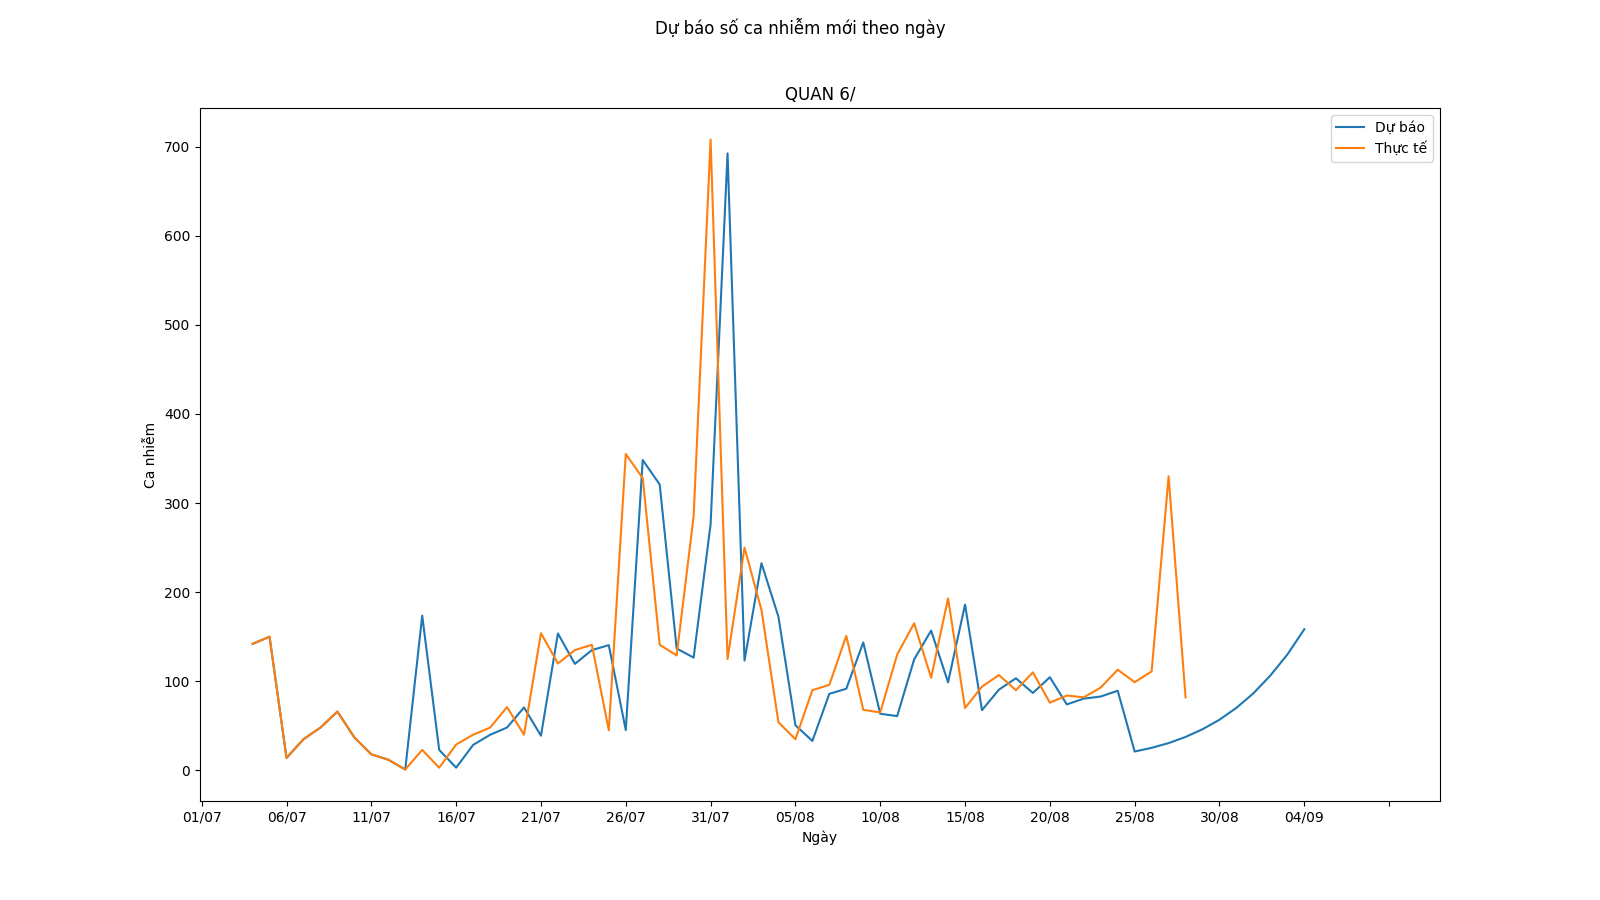 Dự báo số ca nhiễm mới theo ngày
QUAN 6/
Dự báo
Thực tế
700
600
500
400
300
200
100
0
Ca nhiễm
01/07 06/07 11/07 16/07 21/07 26/07 31/07 05/08 10/08 15/08 20/08 25/08 30/08 04/09
Ngày